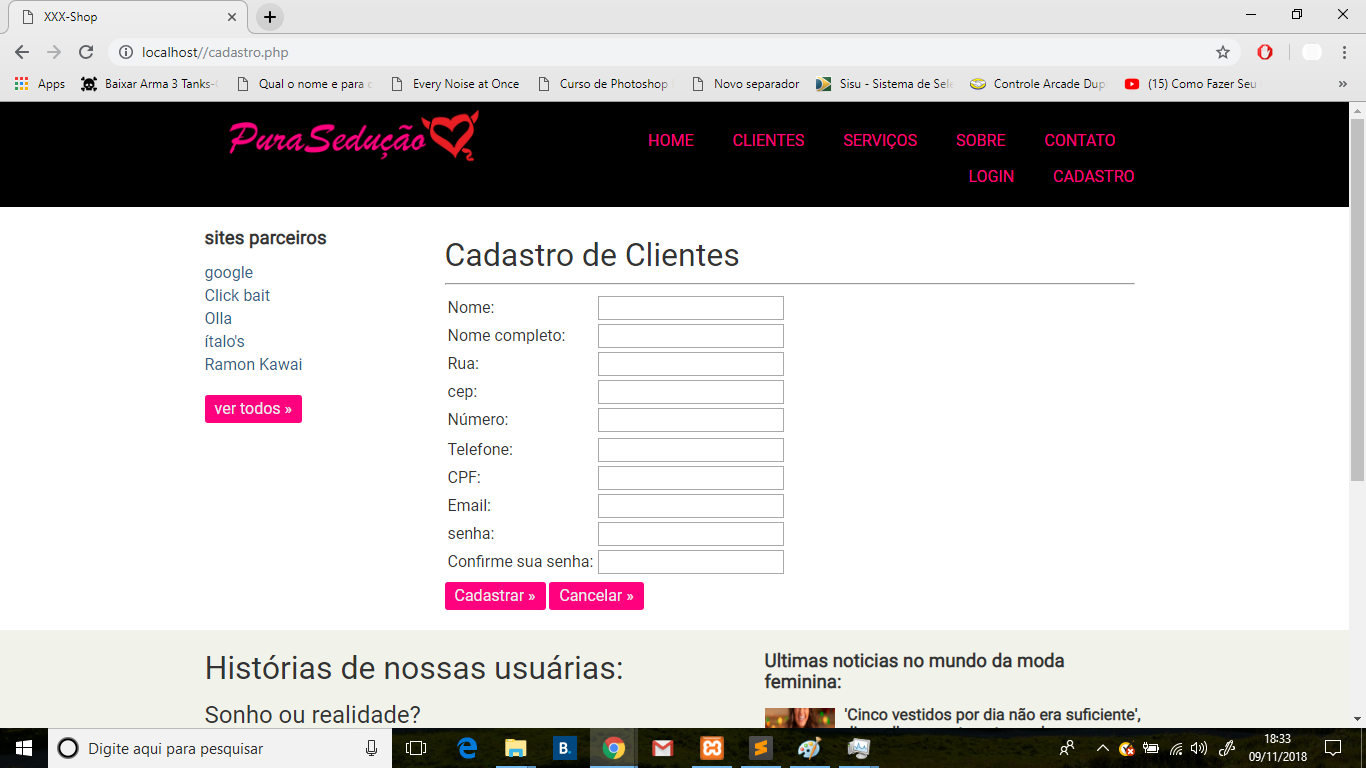 XXX-Shop
localhost//cadastro.php
Apps
Baixar Arma 3 Tanks-
Qual o nome e para
Every Noise at Once
Curso de Photoshop
Novo separador
Sisu - Sistema de Sele
Controle Arcade Dup
(15) Como Fazer Seu
»
PuraSedução
HOME CLIENTES SERVIÇOS SOBRE CONTATO
LOGIN CADASTRO
sites parceiros
google
Click bait
Olla
ítalo's
Ramon Kawai
ver todos »
Cadastro de Clientes
Nome:
Nome completo:
Rua:
cep:
Número:
Telefone:
CPF:
Email:
senha:
Confirme sua senha:
Cadastrar » Cancelar »
Histórias de nossas usuárias:
Sonho ou realidade?
Ultimas noticias no mundo da moda
feminina:
'Cinco vestidos por dia não era suficiente',
Digite aqui para pesquisar
B.
18:33
09/11/2018